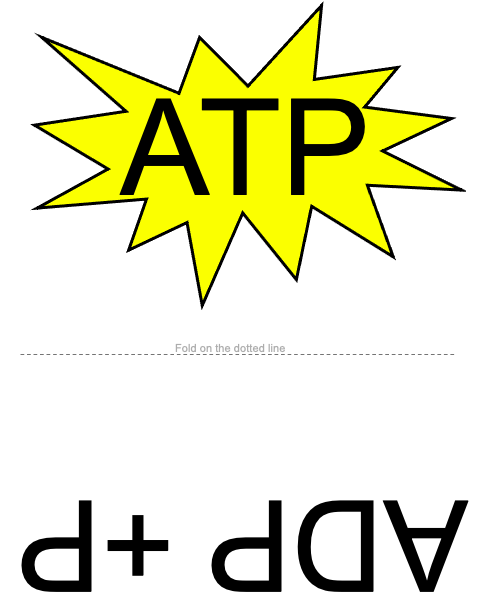 ATP
Fold on the dotted line
ADP +P